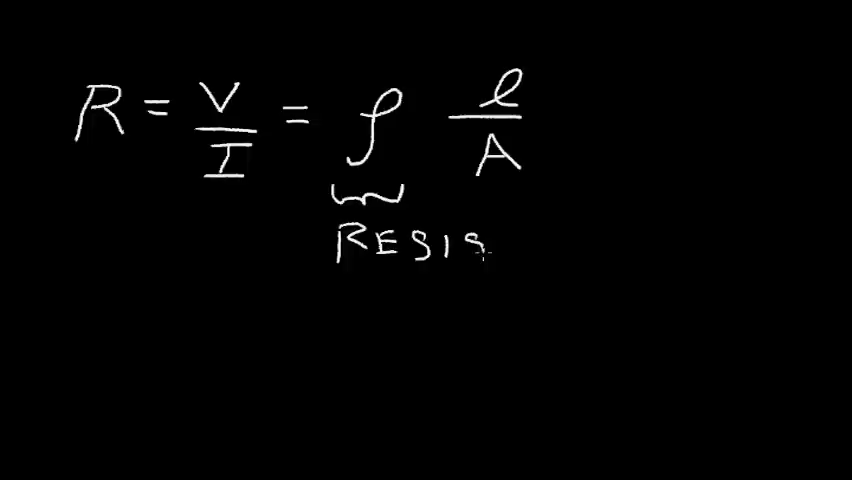 R = V/I = ρ ℓ/A
RESIS